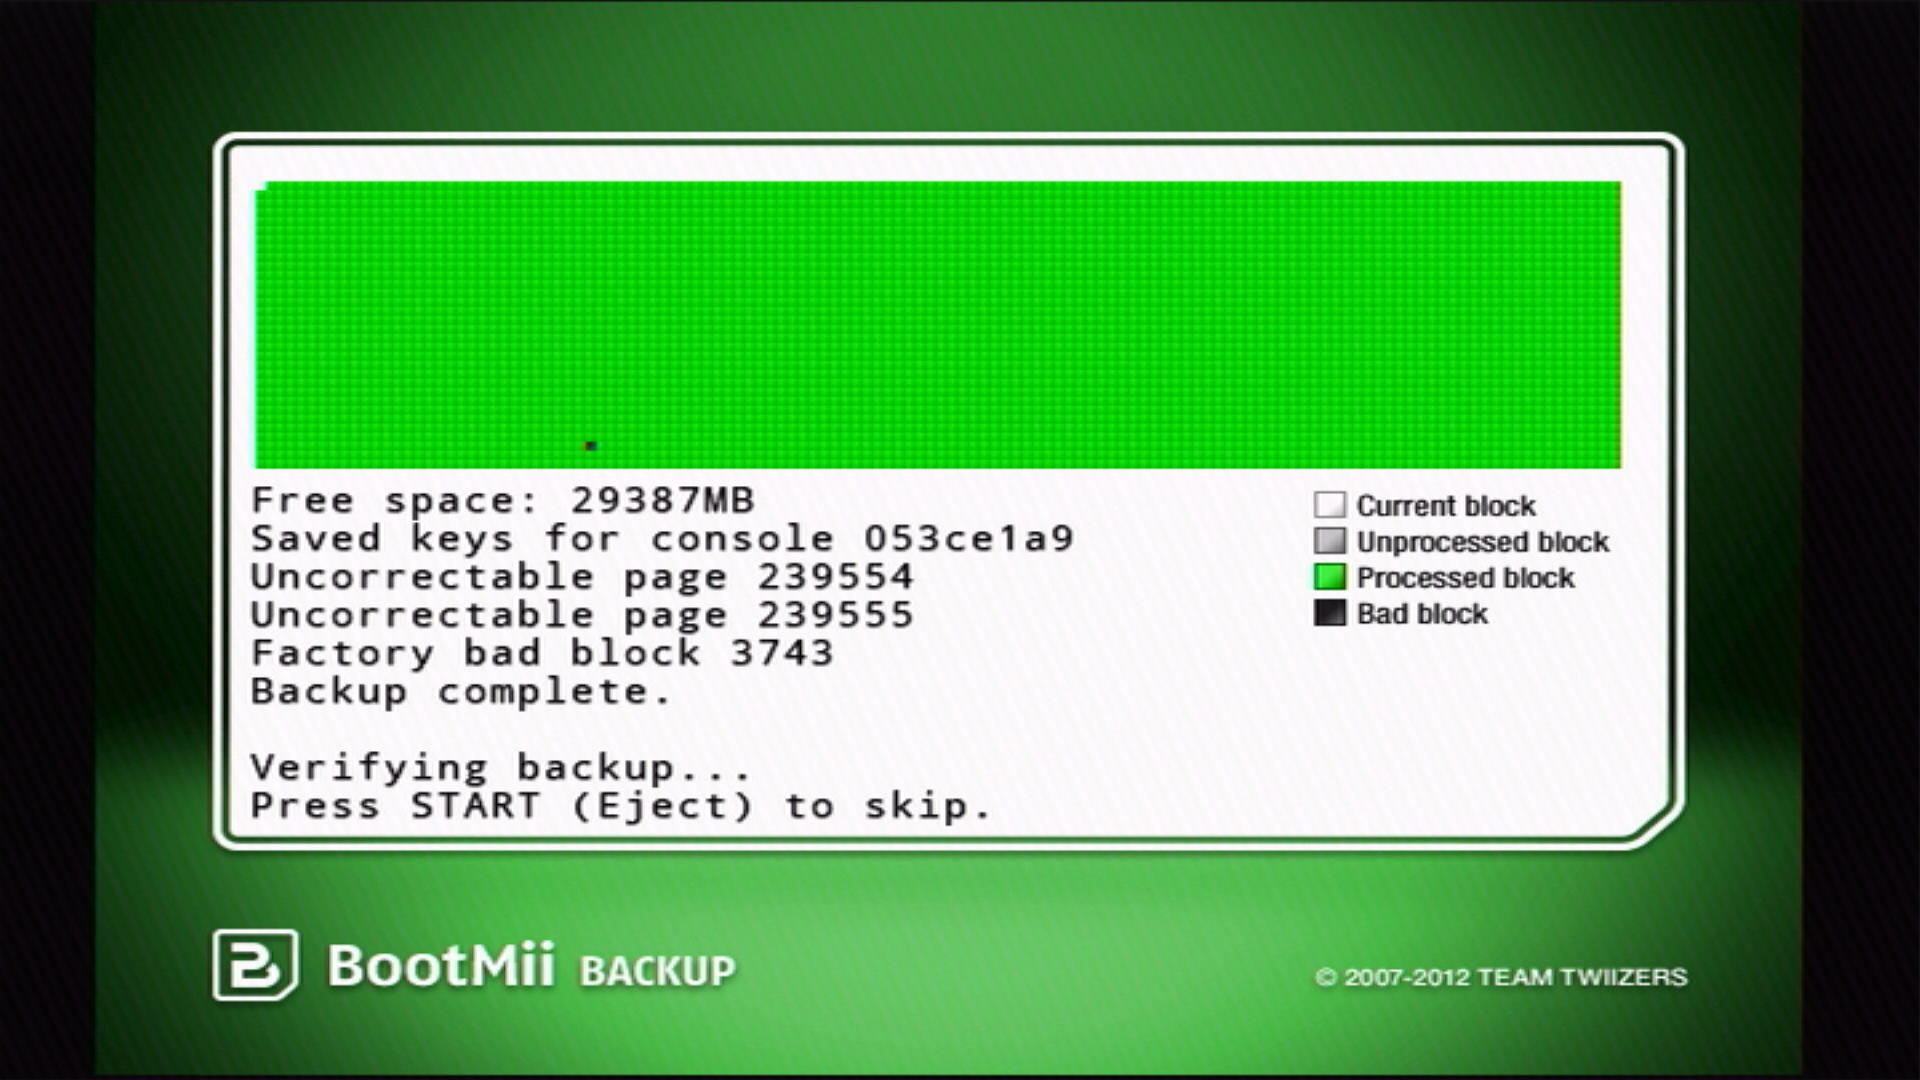 Free space: 29387MB
Saved keys for console 053ce1a9
Uncorrectable page 239554
Uncorrectable page 239555
Factory bad block 3743
Backup complete.
Verifying backup...
Press START (Eject) to skip.
Current block
Unprocessed block
Processed block
Bad block
BootMii BACKUP
© 2007-2012 TEAM TWIIZERS